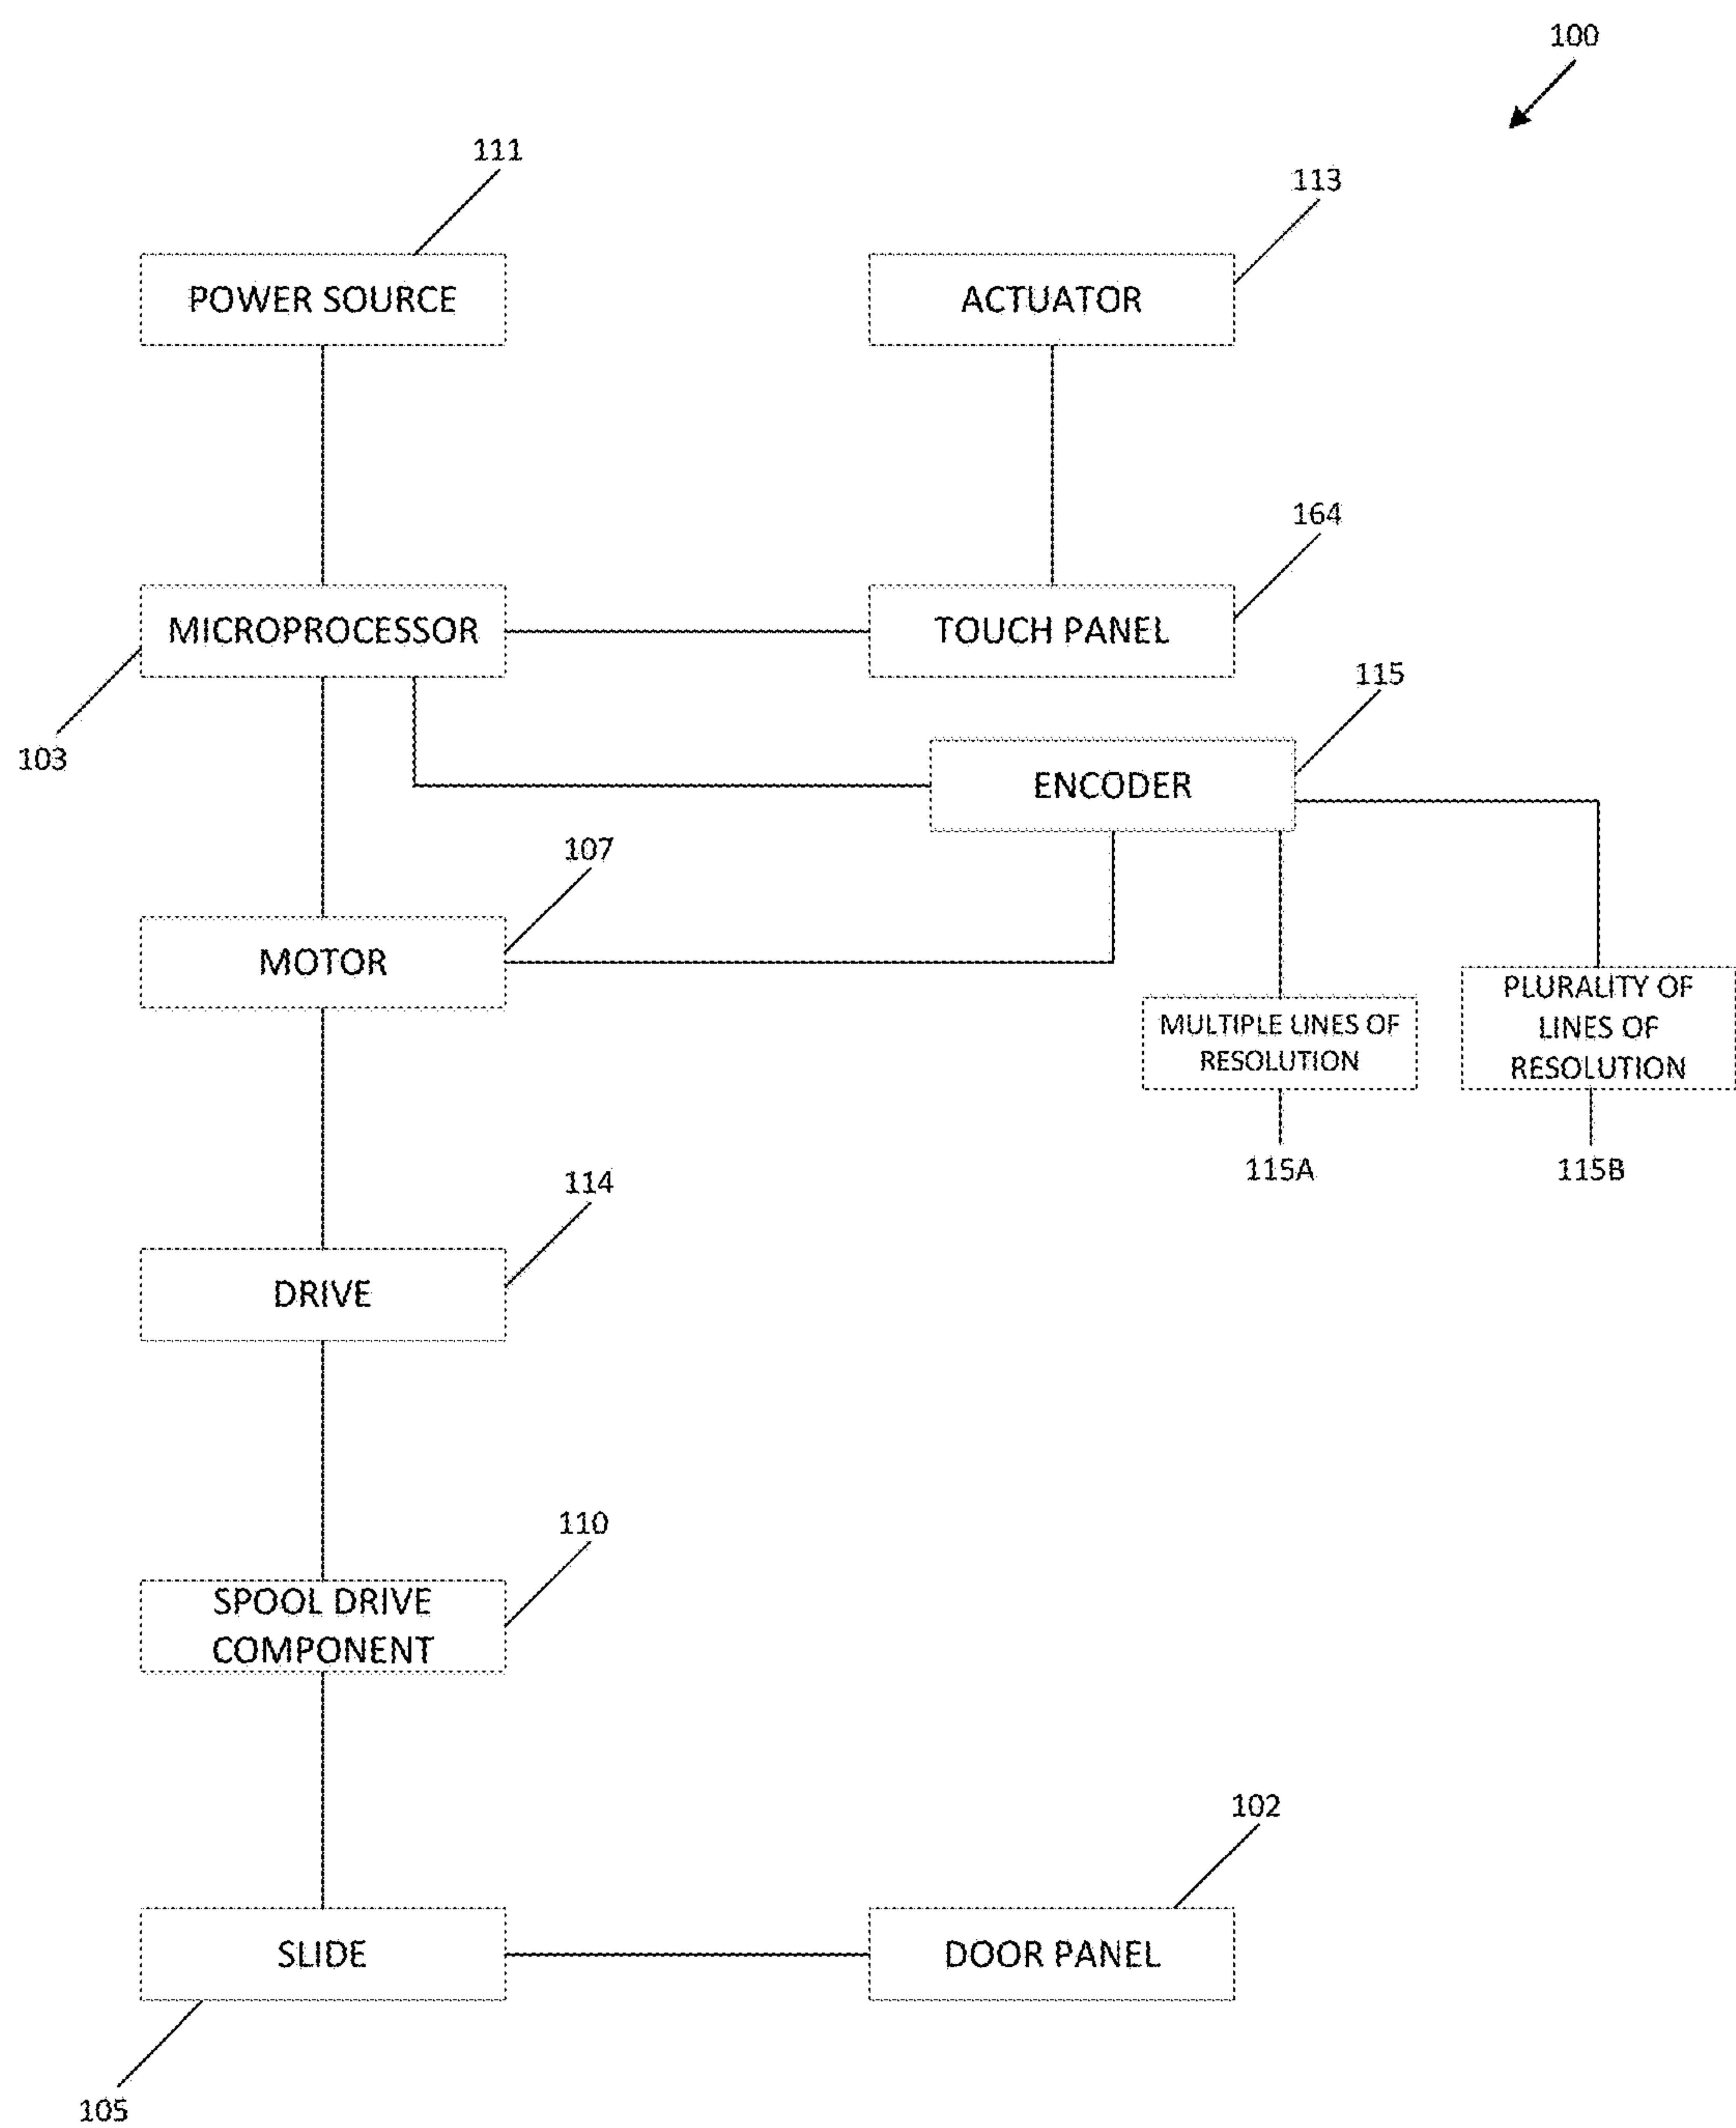 100
111
113
POWER SOURCE
ACTUATOR
164
MICROPROCESSOR
TOUCH PANEL
115
103
ENCODER
107
MOTOR
MULTIPLE LINES OF
RESOLUTION
PLURALITY OF
LINES OF
RESOLUTION
115A
115B
114
DRIVE
110
SPOOL DRIVE
COMPONENT
102
SLIDE
DOOR PANEL
105